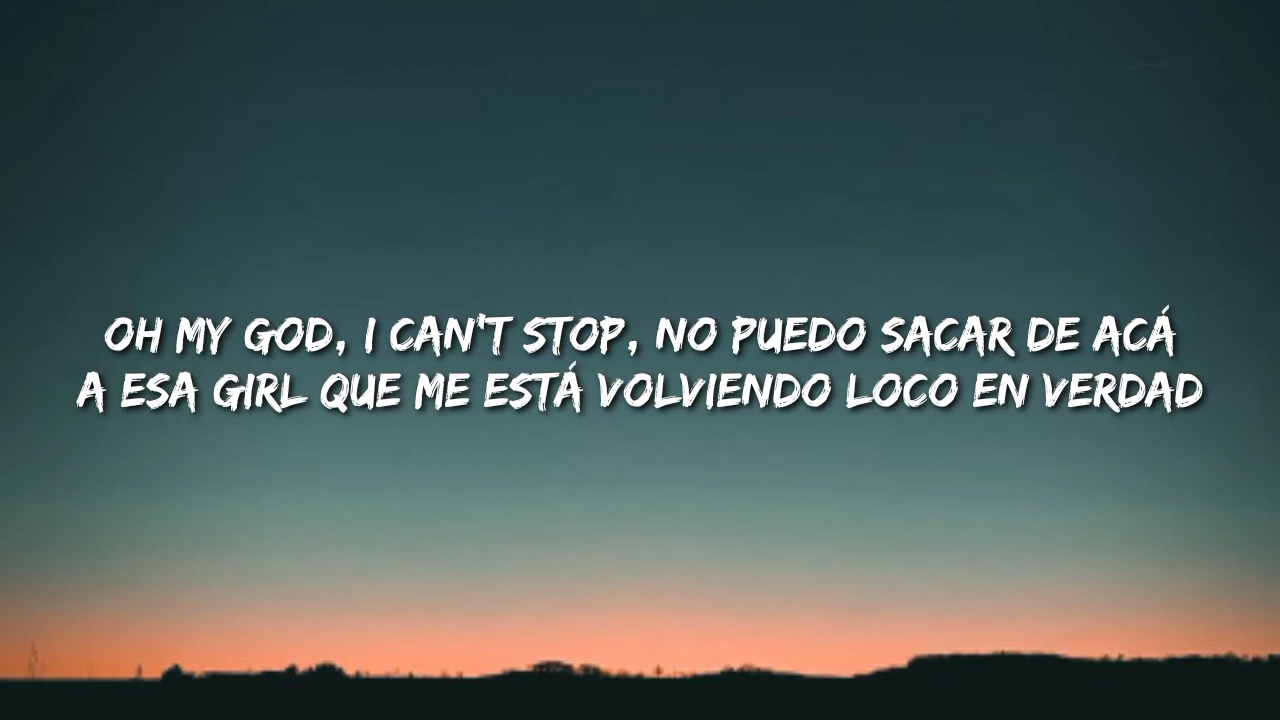 OH MY GOD, I CAN'T STOP, NO PUEDO SACAR DE ACÁ
A ESA GIRL QUE ME ESTÁ VOLVIENDO LOCO EN VERDAD